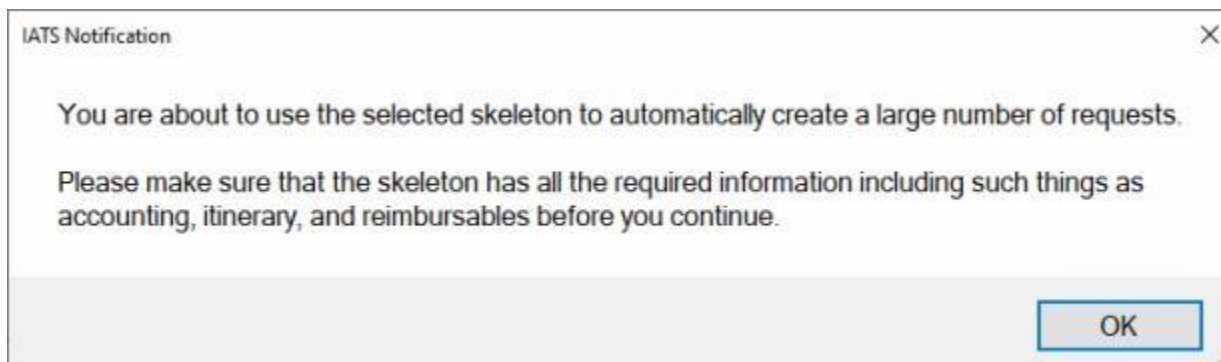 IATS Notification
You are about to use the selected skeleton to automatically create a large number of requests.
Please make sure that the skeleton has all the required information including such things as
accounting, itinerary, and reimbursables before you continue.
OK